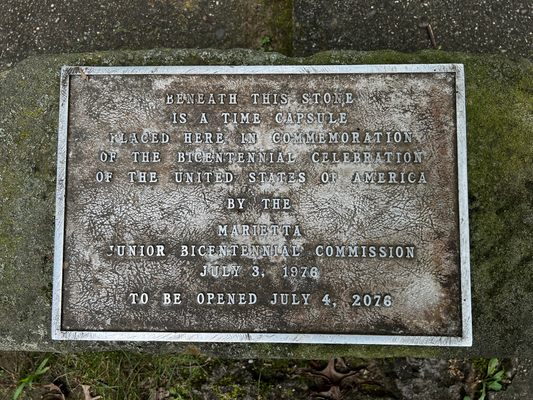 BENEATH THIS STONE
IS A TIME CAPSULE
PLACED HERE IN COMMEMORATION
OF THE BICENTENNIAL CELEBRATION
OF THE UNITED STATES OF AMERICA
BY THE
MARIETTA
JUNIOR BICENTENNIAL COMMISSION
JULY 3, 1976
TO BE OPENED JULY 4, 2076